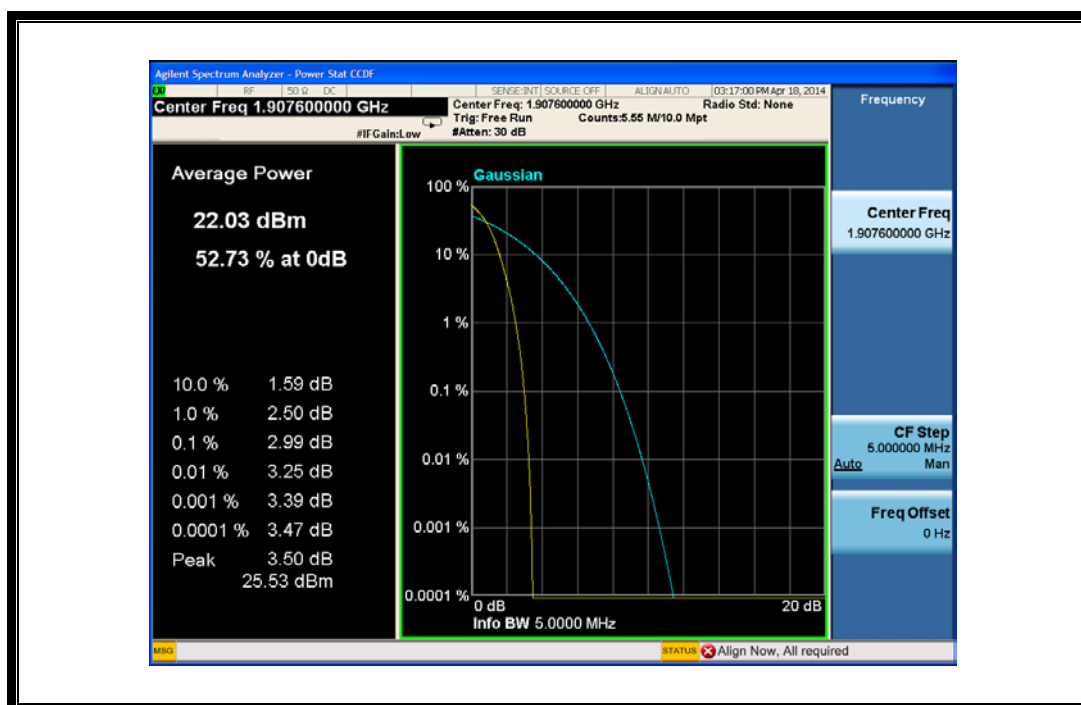 Agilent Spectrum Analyzer - Power Stat CCDF
RF 50 Ω DC SENSE:INT SOURCE OFF ALIGN AUTO 03:17:00 PM Apr 18, 2014
Center Freq 1.907600000 GHz
Center Freq: 1.907600000 GHz Radio Std: None
Trig: Free Run Counts:5.55 M/10.0 Mpt
#IFGain:Low #Atten: 30 dB
Average Power
22.03 dBm
52.73 % at 0dB
10.0 % 1.59 dB
1.0 % 2.50 dB
0.1 % 2.99 dB
0.01 % 3.25 dB
0.001 % 3.39 dB
0.0001 % 3.47 dB
Peak 3.50 dB
25.53 dBm
Gaussian
100 %
10 %
1 %
0.1 %
0.01 %
0.001 %
0.0001 %
0 dB 20 dB
Info BW 5.0000 MHz
Frequency
Center Freq
1.907600000 GHz
CF Step
5.000000 MHz
Auto Man
Freq Offset
0 Hz
MSG STATUS Align Now, All required